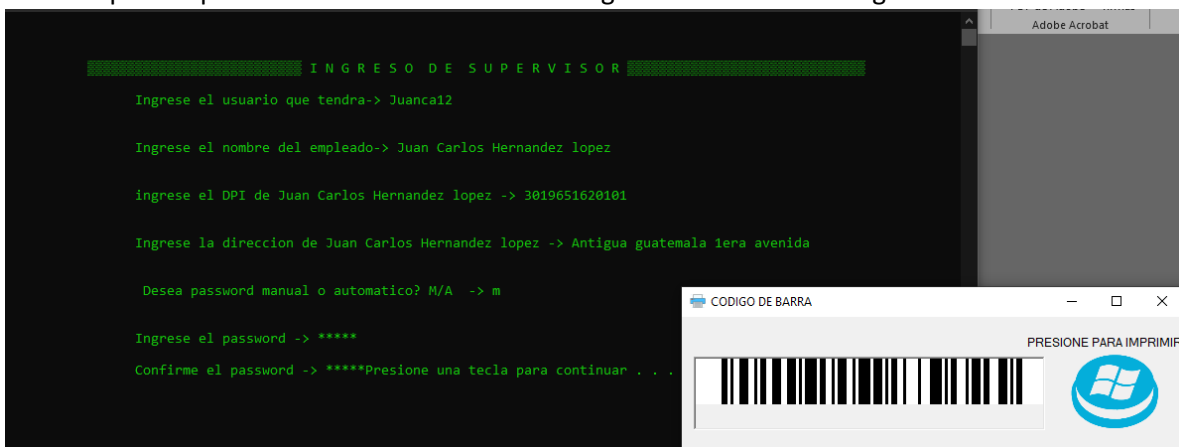 Adobe Acrobat
I N G R E S O D E S U P E R V I S O R
Ingrese el usuario que tendra-> Juanca12
Ingrese el nombre del empleado-> Juan Carlos Hernandez lopez
ingrese el DPI de Juan Carlos Hernandez lopez -> 3019651620101
Ingrese la direccion de Juan Carlos Hernandez lopez -> Antigua guatemala 1era avenida
Desea password manual o automatico? M/A -> m
Ingrese el password -> *****
Confirme el password -> *****Presione una tecla para continuar . . .
CODIGO DE BARRA
PRESIONE PARA IMPRIMIR